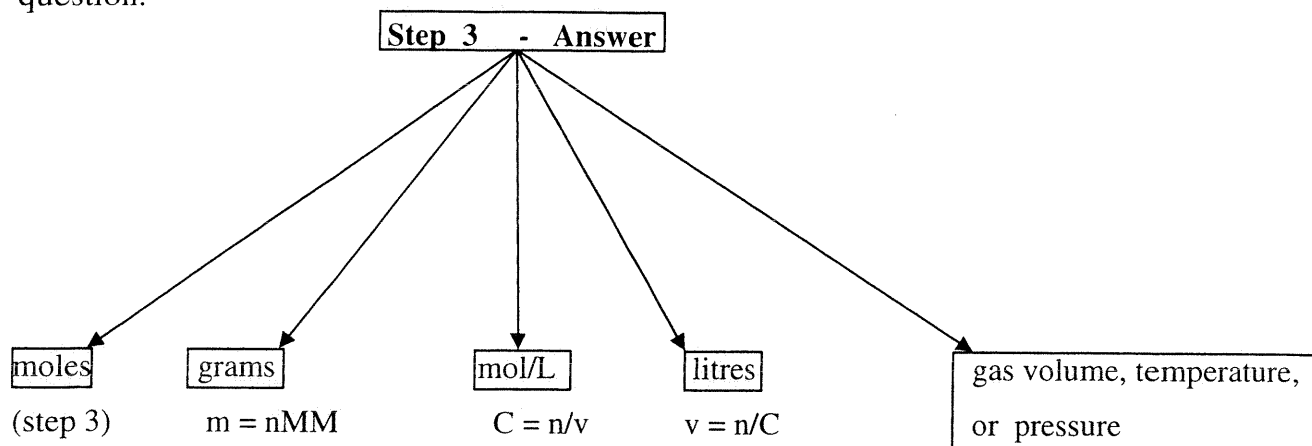 question.
Step 3 - Answer
moles grams mol/L litres gas volume, temperature,
(step 3) m = nMM C = n/v v = n/C or pressure